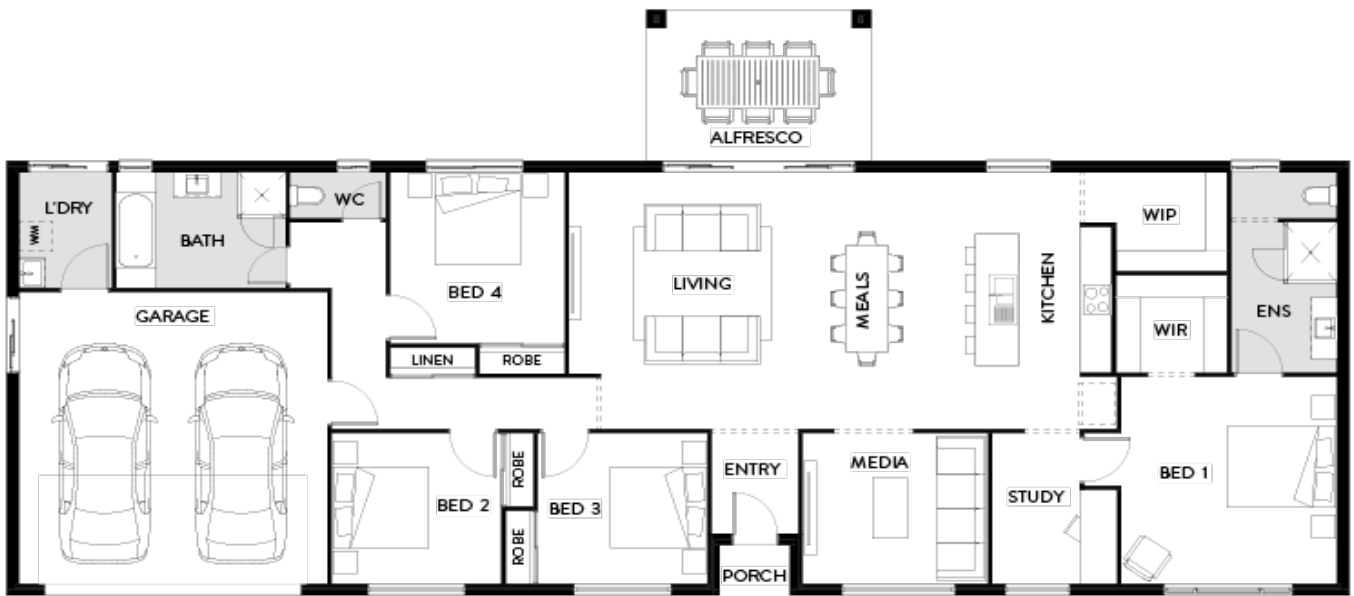 ALFRESCO
L'DRY
WM
BATH
WC
BED 4
LIVING
MEALS
KITCHEN
WIP
WIR
ENS
GARAGE
LINEN
ROBE
BED 2
ROBE
ROBE
BED 3
ENTRY
PORCH
MEDIA
STUDY
BED 1